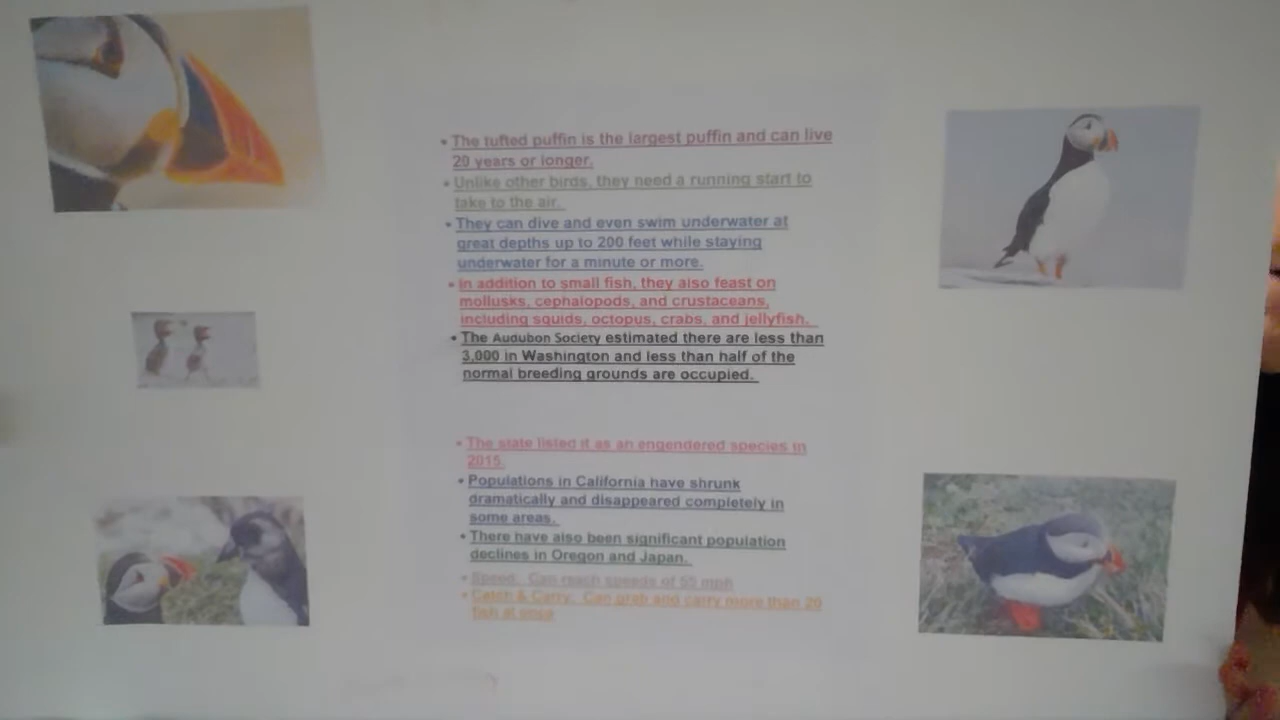 • The tufted puffin is the largest puffin and can live
20 years or longer.
• Unlike other birds, they need a running start to
take to the air.
• They can dive and even swim underwater at
great depths up to 200 feet while staying
underwater for a minute or more.
• In addition to small fish, they also feast on
mollusks, cephalopods, and crustaceans,
including squids, octopus, crabs, and jellyfish.
• The Audubon Society estimated there are less than
3,000 in Washington and less than half of the
normal breeding grounds are occupied.
• The state listed it as an engendered species in
2015.
• Populations in California have shrunk
dramatically and disappeared completely in
some areas.
• There have also been significant population
declines in Oregon and Japan.
• Speed: Can reach speeds of 55 mph
• Catch & Carry: Can grab and carry more than 20
fish at once